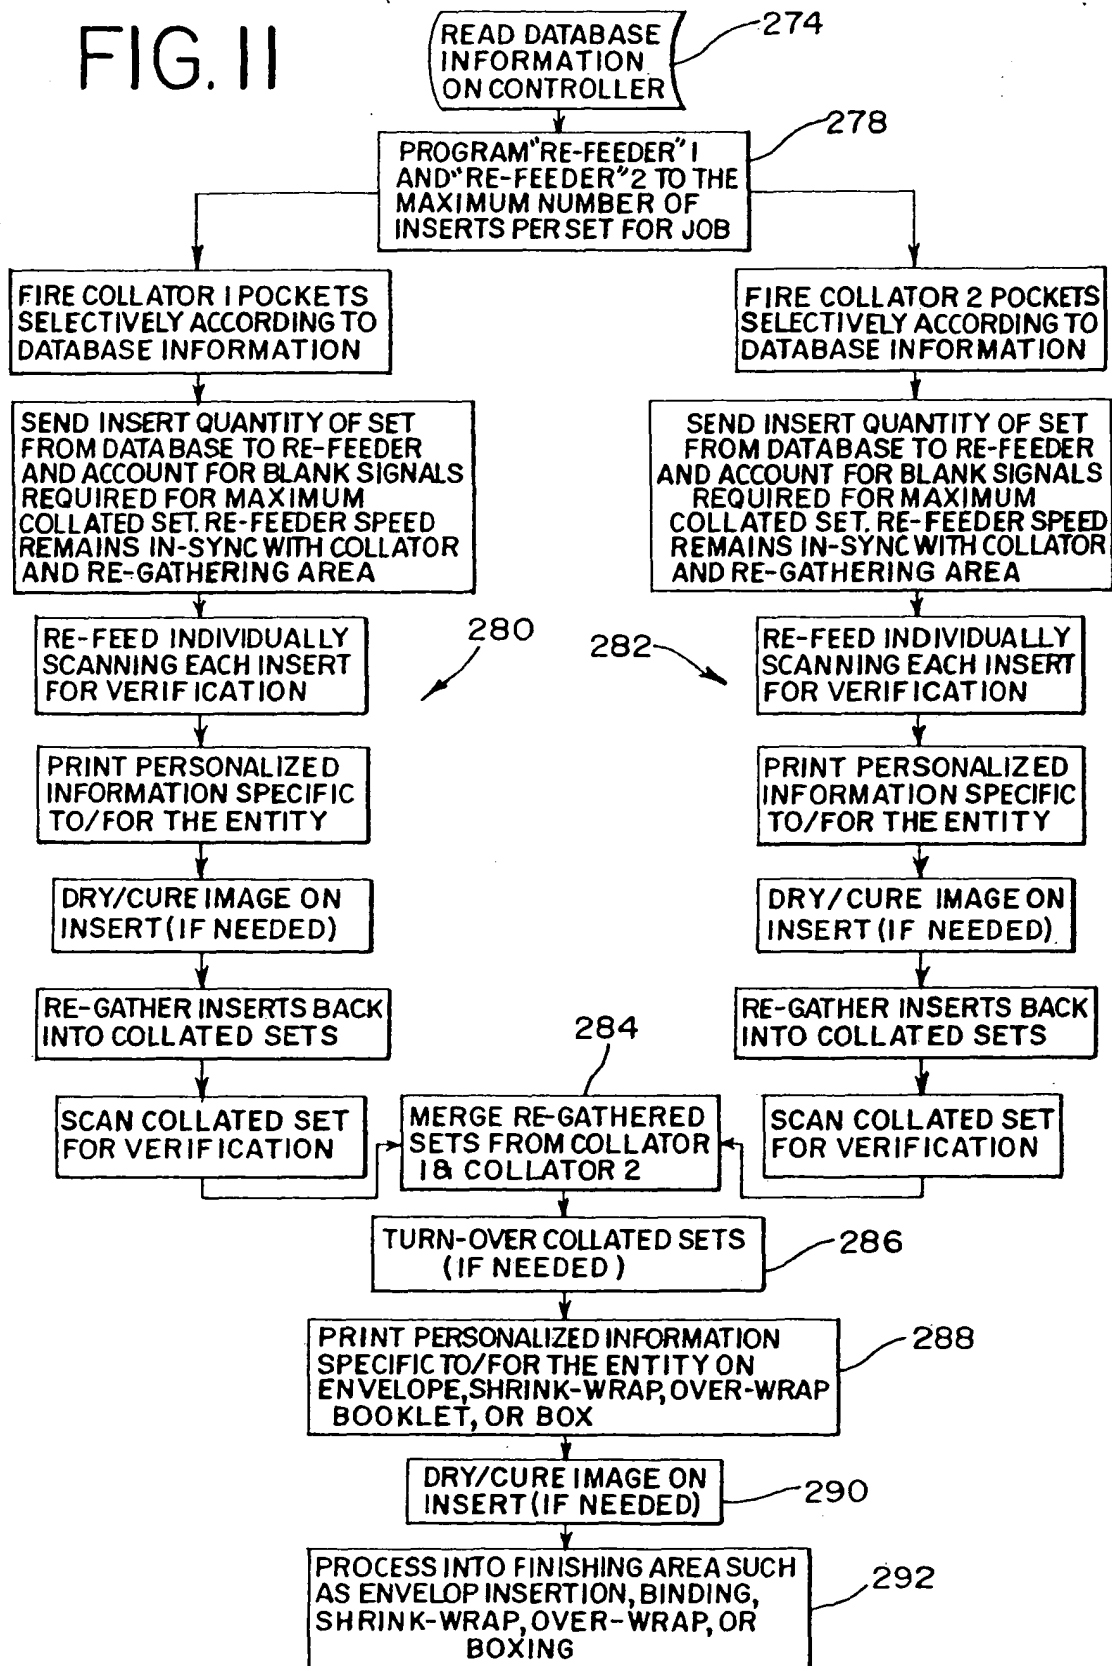 FIG. 11
READ DATABASE
INFORMATION
ON CONTROLLER
274
PROGRAM "RE-FEEDER" 1
AND "RE-FEEDER" 2 TO THE
MAXIMUM NUMBER OF
INSERTS PER SET FOR JOB
278
FIRE COLLATOR 1 POCKETS
SELECTIVELY ACCORDING TO
DATABASE INFORMATION
SEND INSERT QUANTITY OF SET
FROM DATABASE TO RE-FEEDER
AND ACCOUNT FOR BLANK SIGNALS
REQUIRED FOR MAXIMUM
COLLATED SET. RE-FEEDER SPEED
REMAINS IN-SYNC WITH COLLATOR
AND RE-GATHERING AREA
RE-FEED INDIVIDUALLY
SCANNING EACH INSERT
FOR VERIFICATION
280
PRINT PERSONALIZED
INFORMATION SPECIFIC
TO/FOR THE ENTITY
DRY/CURE IMAGE ON
INSERT (IF NEEDED)
RE-GATHER INSERTS BACK
INTO COLLATED SETS
SCAN COLLATED SET
FOR VERIFICATION
FIRE COLLATOR 2 POCKETS
SELECTIVELY ACCORDING TO
DATABASE INFORMATION
SEND INSERT QUANTITY OF SET
FROM DATABASE TO RE-FEEDER
AND ACCOUNT FOR BLANK SIGNALS
REQUIRED FOR MAXIMUM
COLLATED SET. RE-FEEDER SPEED
REMAINS IN-SYNC WITH COLLATOR
AND RE-GATHERING AREA
282
RE-FEED INDIVIDUALLY
SCANNING EACH INSERT
FOR VERIFICATION
PRINT PERSONALIZED
INFORMATION SPECIFIC
TO/FOR THE ENTITY
DRY/CURE IMAGE ON
INSERT (IF NEEDED)
RE-GATHER INSERTS BACK
INTO COLLATED SETS
SCAN COLLATED SET
FOR VERIFICATION
284
MERGE RE-GATHERED
SETS FROM COLLATOR
1 & COLLATOR 2
TURN-OVER COLLATED SETS
(IF NEEDED)
286
PRINT PERSONALIZED INFORMATION
SPECIFIC TO/FOR THE ENTITY ON
ENVELOPE, SHRINK-WRAP, OVER-WRAP
BOOKLET, OR BOX
288
DRY/CURE IMAGE ON
INSERT (IF NEEDED)
290
PROCESS INTO FINISHING AREA SUCH
AS ENVELOP INSERTION, BINDING,
SHRINK-WRAP, OVER-WRAP, OR
BOXING
292